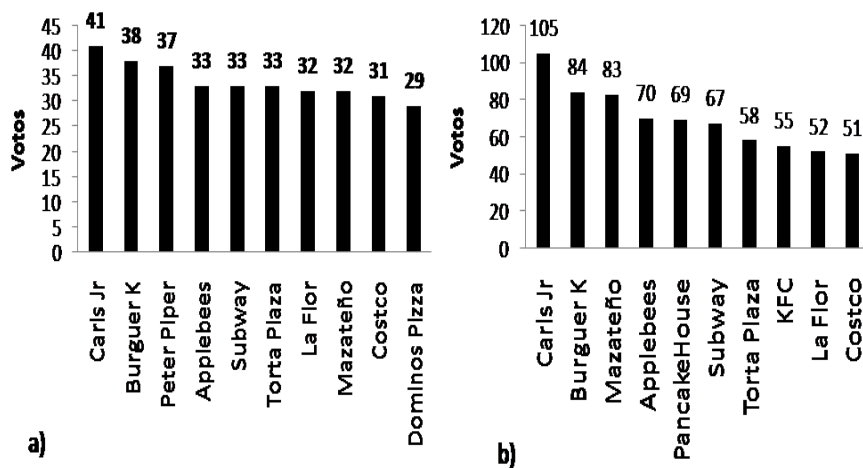 Votos
45
40
35
30
25
20
15
10
5
0
41
38
37
33
33
33
32
32
31
29
Carls Jr
Burguer K
Peter Piper
Applebees
Subway
Torta Plaza
La Flor
Mazateño
Costco
Dominos Pizza
a)
Votos
120
100
80
60
40
20
0
105
84
83
70
69
67
58
55
52
51
Carls Jr
Burguer K
Mazateño
Applebees
PancakeHouse
Subway
Torta Plaza
KFC
La Flor
Costco
b)